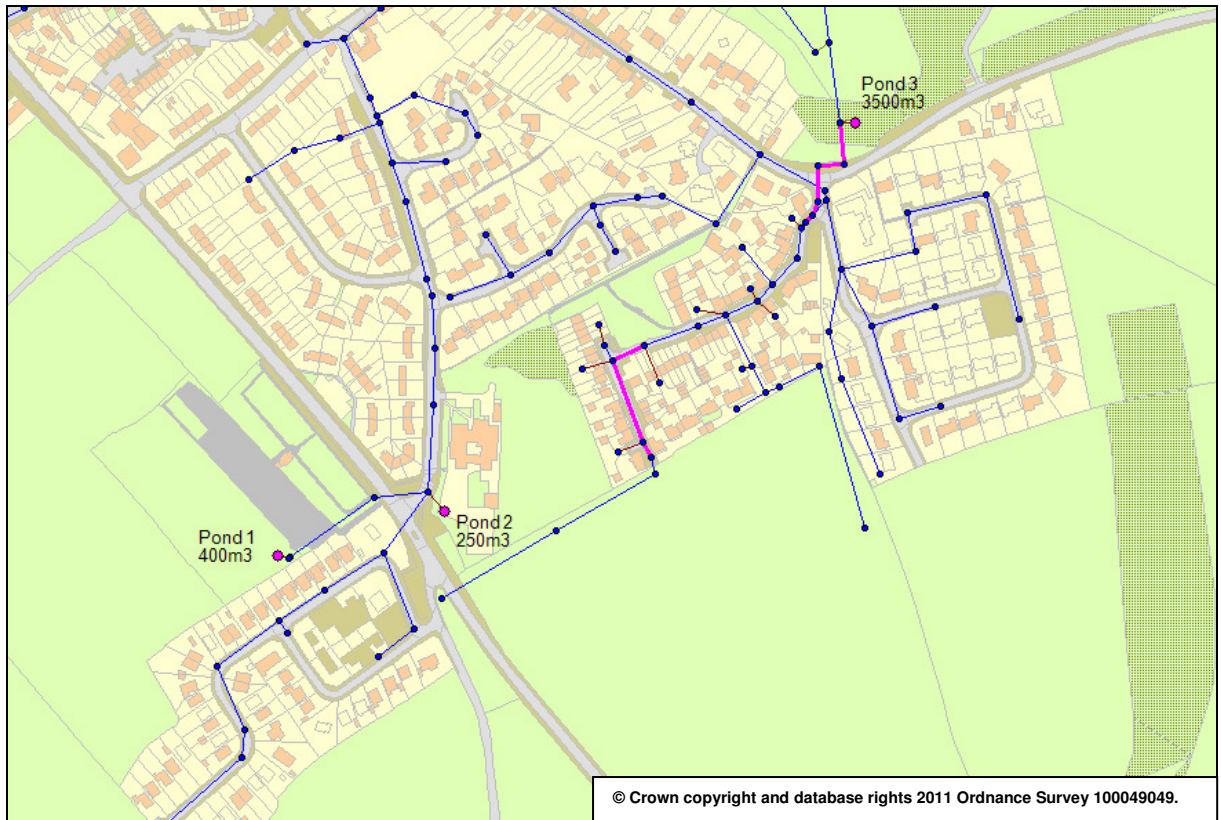 Pond 3
3500m3
Pond 2
250m3
Pond 1
400m3
© Crown copyright and database rights 2011 Ordnance Survey 100049049.